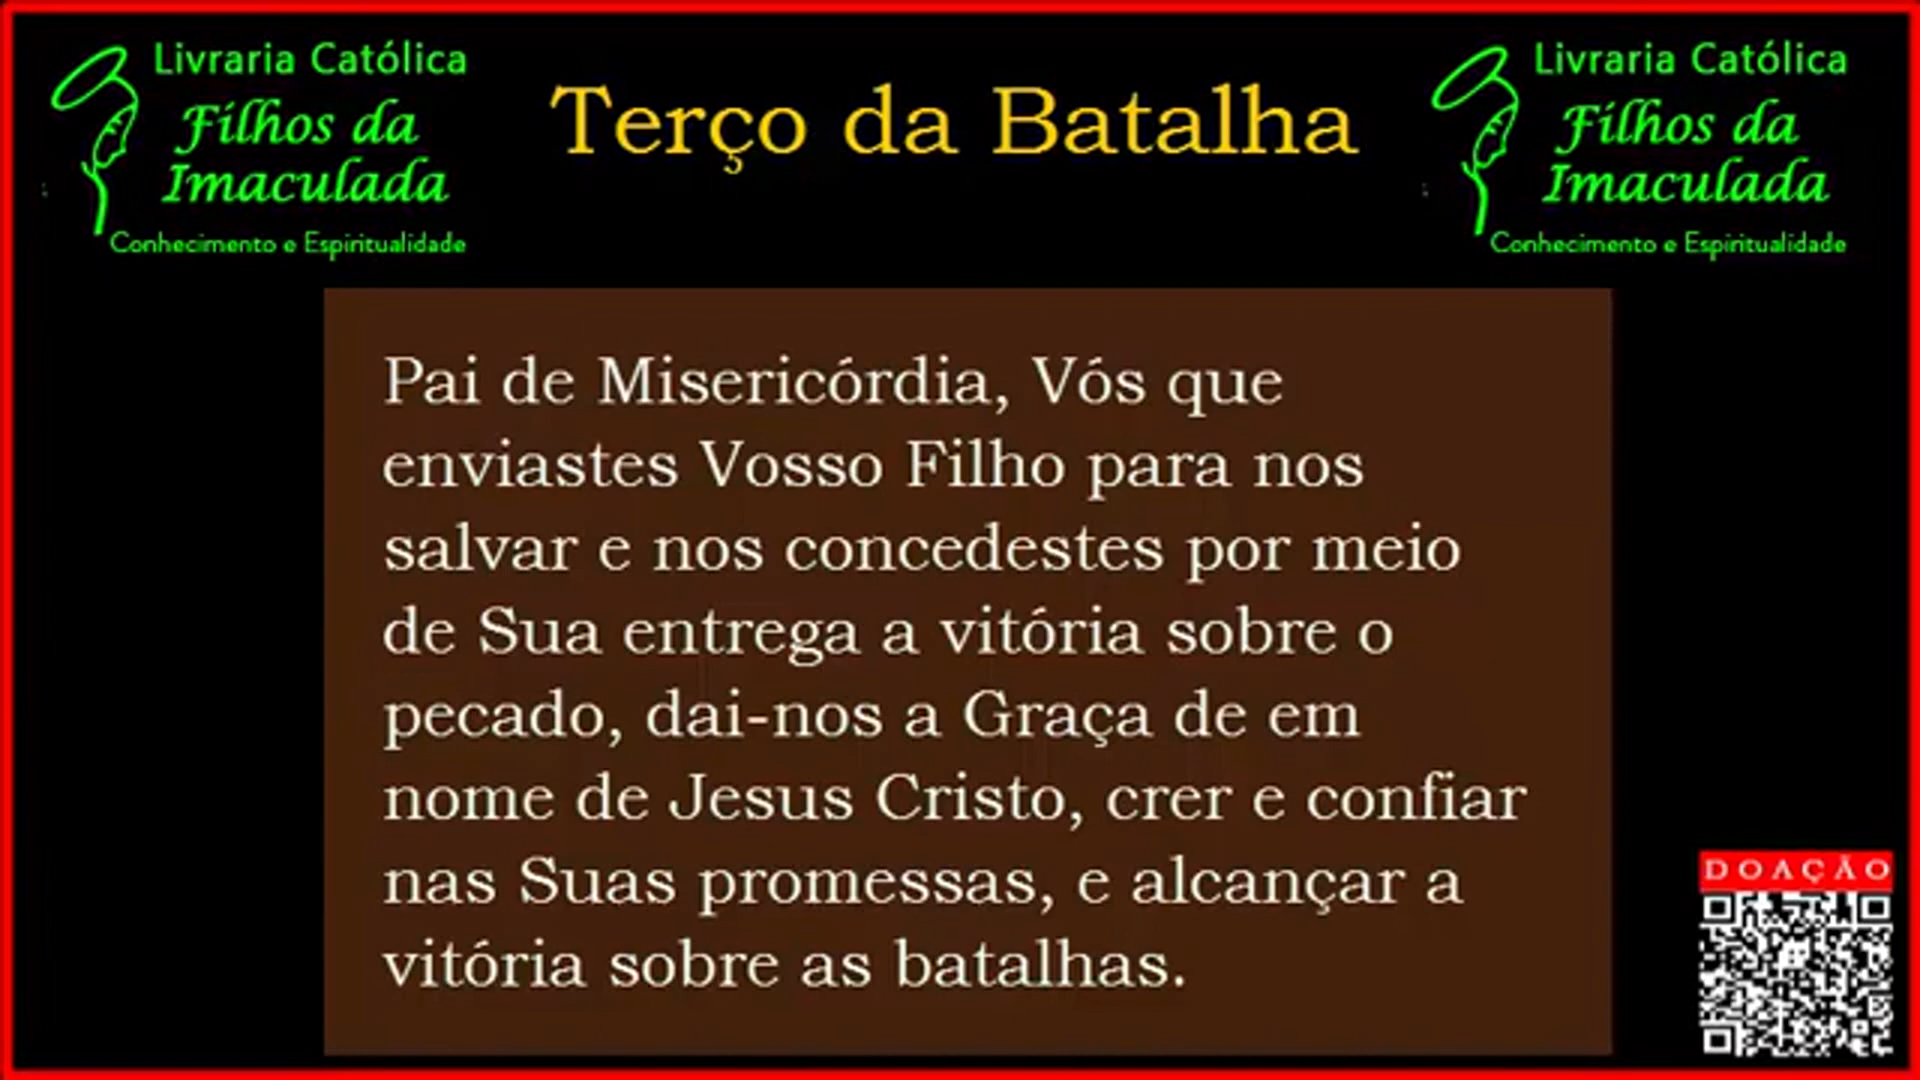 Livraria Católica
Filhos da
Imaculada
Conhecimento e Espiritualidade
Terço da Batalha
Livraria Católica
Filhos da
Imaculada
Conhecimento e Espiritualidade
Pai de Misericórdia, Vós que
enviastes Vosso Filho para nos
salvar e nos concedestes por meio
de Sua entrega a vitória sobre o
pecado, dai-nos a Graça de em
nome de Jesus Cristo, crer e confiar
nas Suas promessas, e alcançar a
vitória sobre as batalhas.
DOAÇÃO